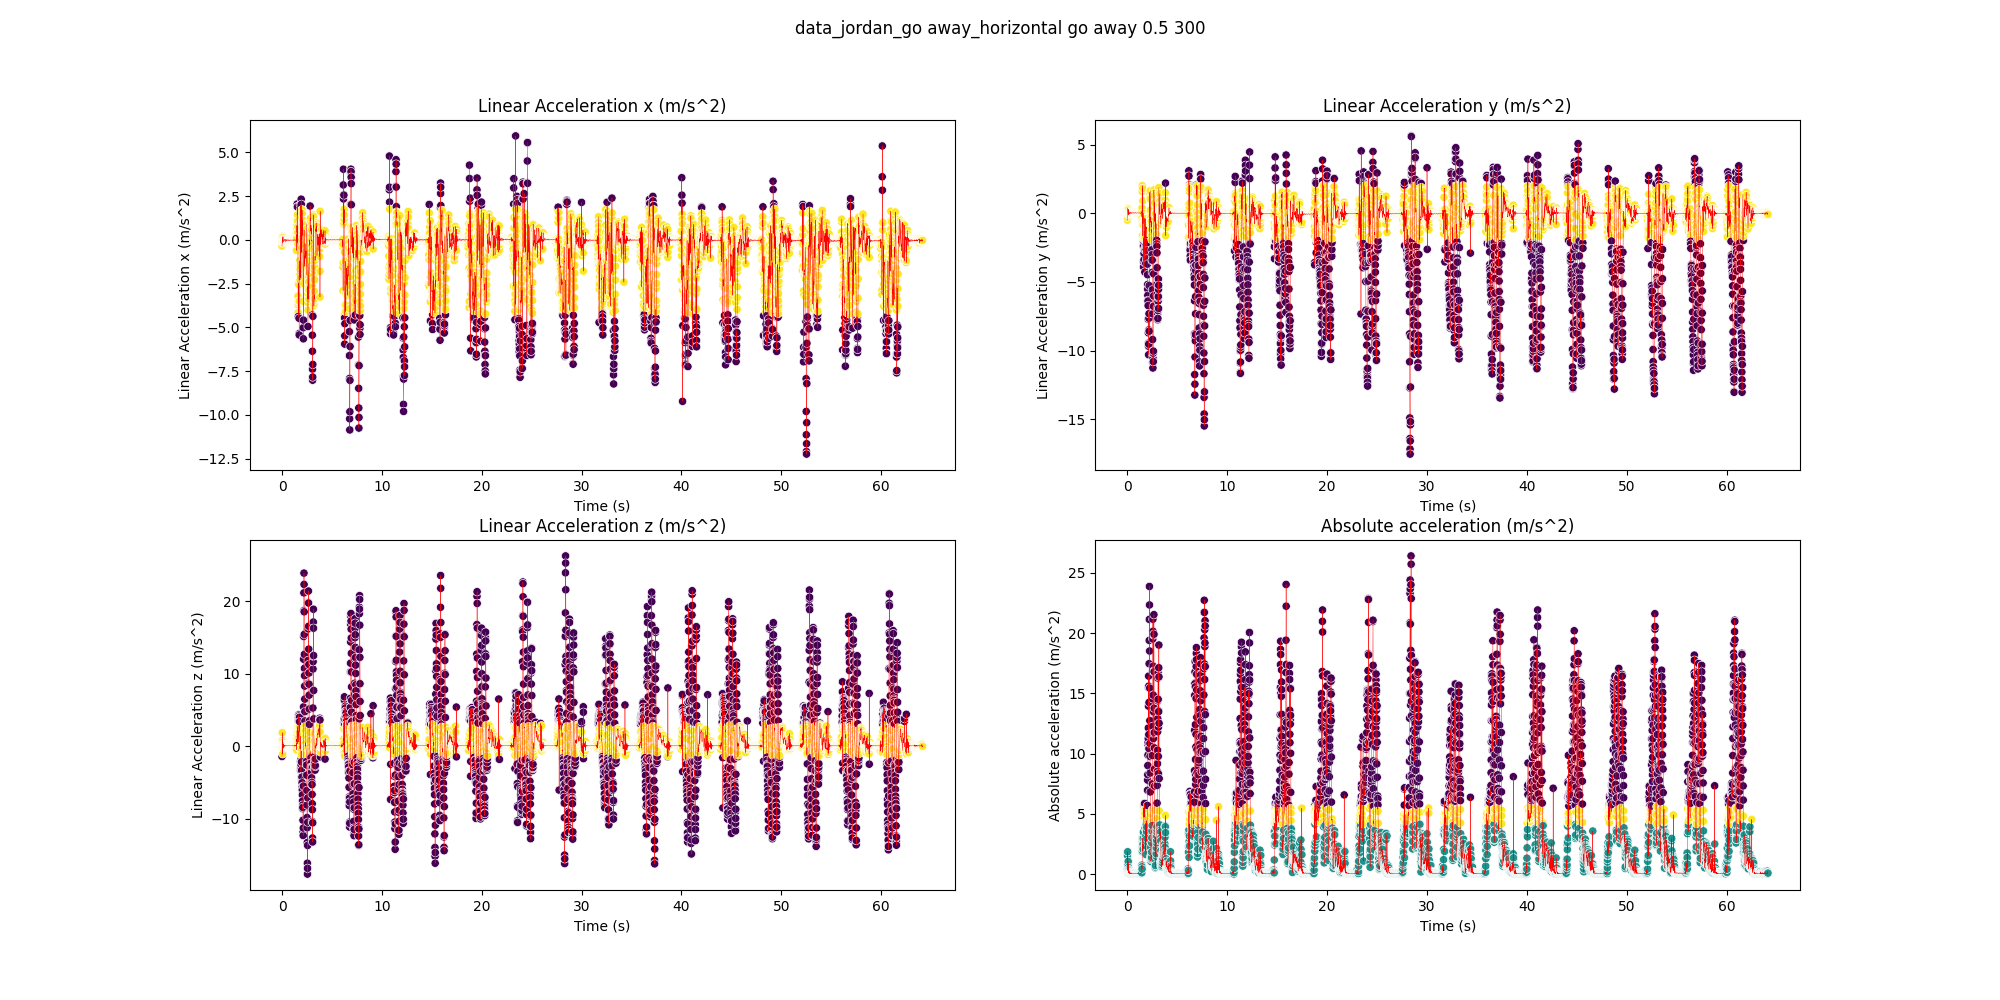 data_jordan_go away_horizontal go away 0.5 300
Linear Acceleration x (m/s^2)
Linear Acceleration x (m/s^2)
5.0
2.5
0.0
−2.5
−5.0
−7.5
−10.0
−12.5
0 10 20 30 40 50 60
Time (s)
Linear Acceleration y (m/s^2)
Linear Acceleration y (m/s^2)
5
0
−5
−10
−15
0 10 20 30 40 50 60
Time (s)
Linear Acceleration z (m/s^2)
Linear Acceleration z (m/s^2)
20
10
0
−10
0 10 20 30 40 50 60
Time (s)
Absolute acceleration (m/s^2)
Absolute acceleration (m/s^2)
25
20
15
10
5
0
0 10 20 30 40 50 60
Time (s)